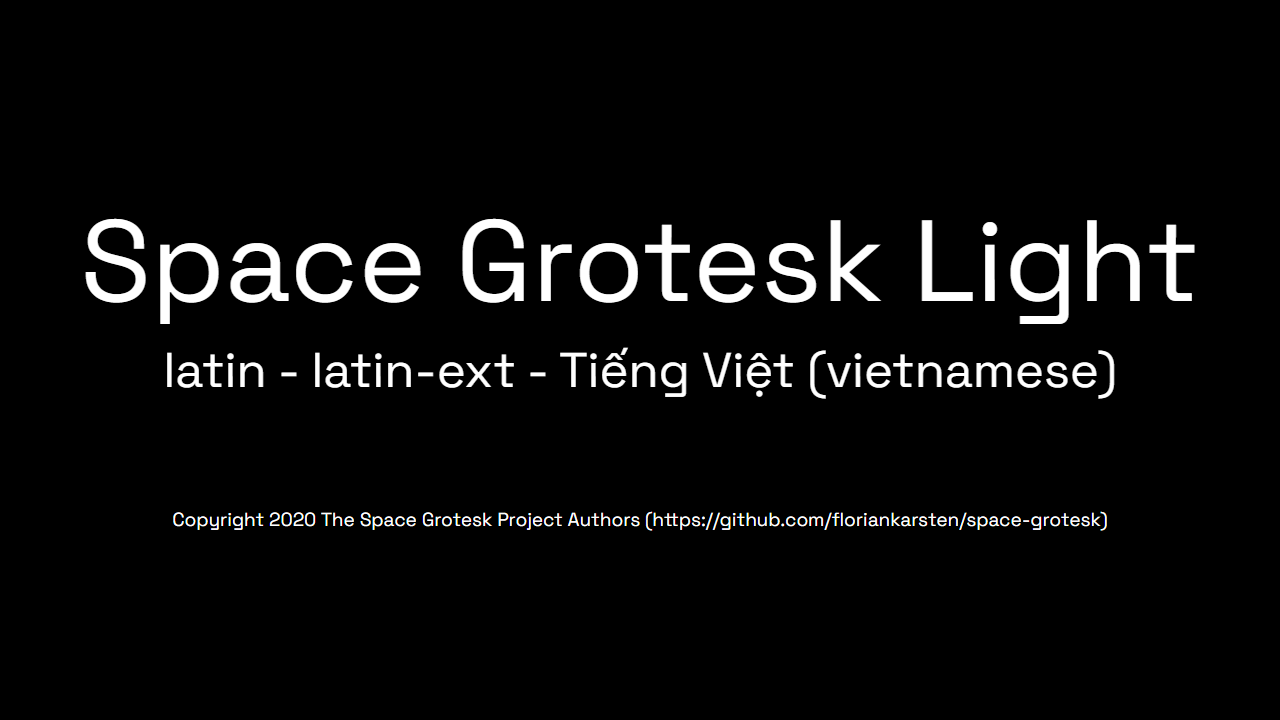 Space Grotesk Light
latin - latin-ext - Tiếng Việt (vietnamese)
Copyright 2020 The Space Grotesk Project Authors (https://github.com/floriankarsten/space-grotesk)